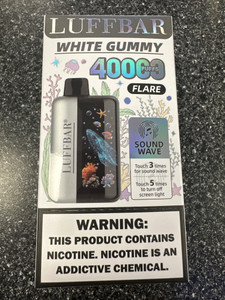 LUFFBAR
WHITE GUMMY
40000
FLARE
LUFFBAR®
SOUND
WAVE
Touch 3 times
for sound wave
Touch 5 times
to turn off
screen light
WARNING:
THIS PRODUCT CONTAINS
NICOTINE. NICOTINE IS AN
ADDICTIVE CHEMICAL.